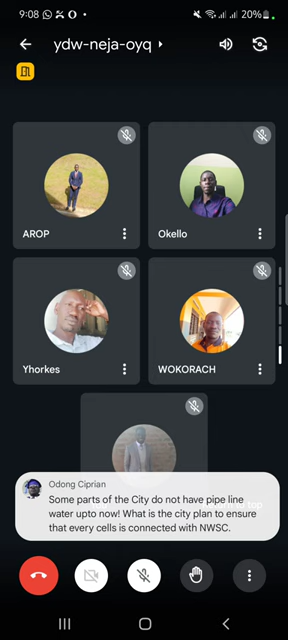 9:08
20%
ydw-neja-oyq
AROP
Okello
Yhorkes
WOKORACH
Odong Ciprian
Some parts of the City do not have pipe line
water upto now! What is the city plan to ensure
that every cells is connected with NWSC.